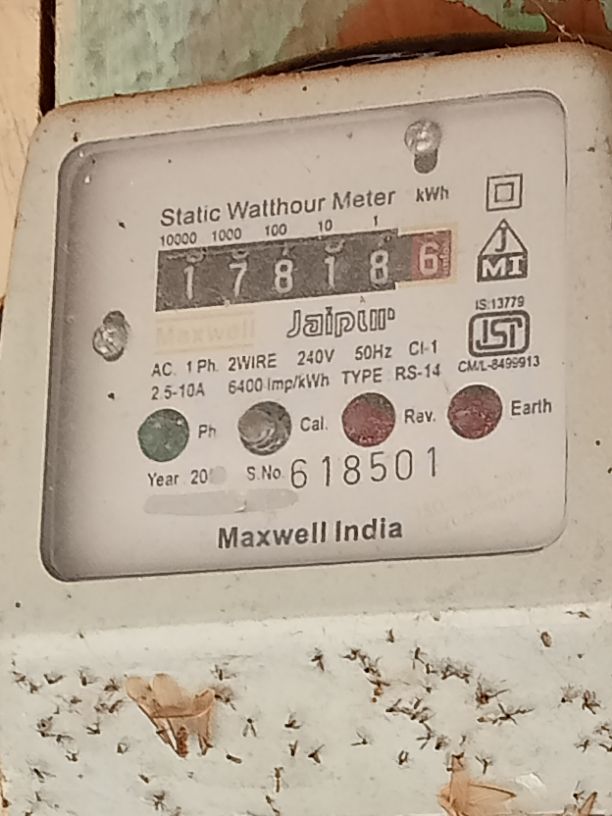 Static Watthour Meter kWh
10000 1000 100 10 1
1 7 8 1 8 6
J
MI
Maxwell
Jaipur
IS:13779
ISI
CM/L-8499913
AC. 1 Ph. 2WIRE 240V 50Hz Cl-1
2.5-10A 6400 Imp/kWh TYPE RS-14
Ph Cal. Rev. Earth
Year 20 S.No. 618501
Maxwell India